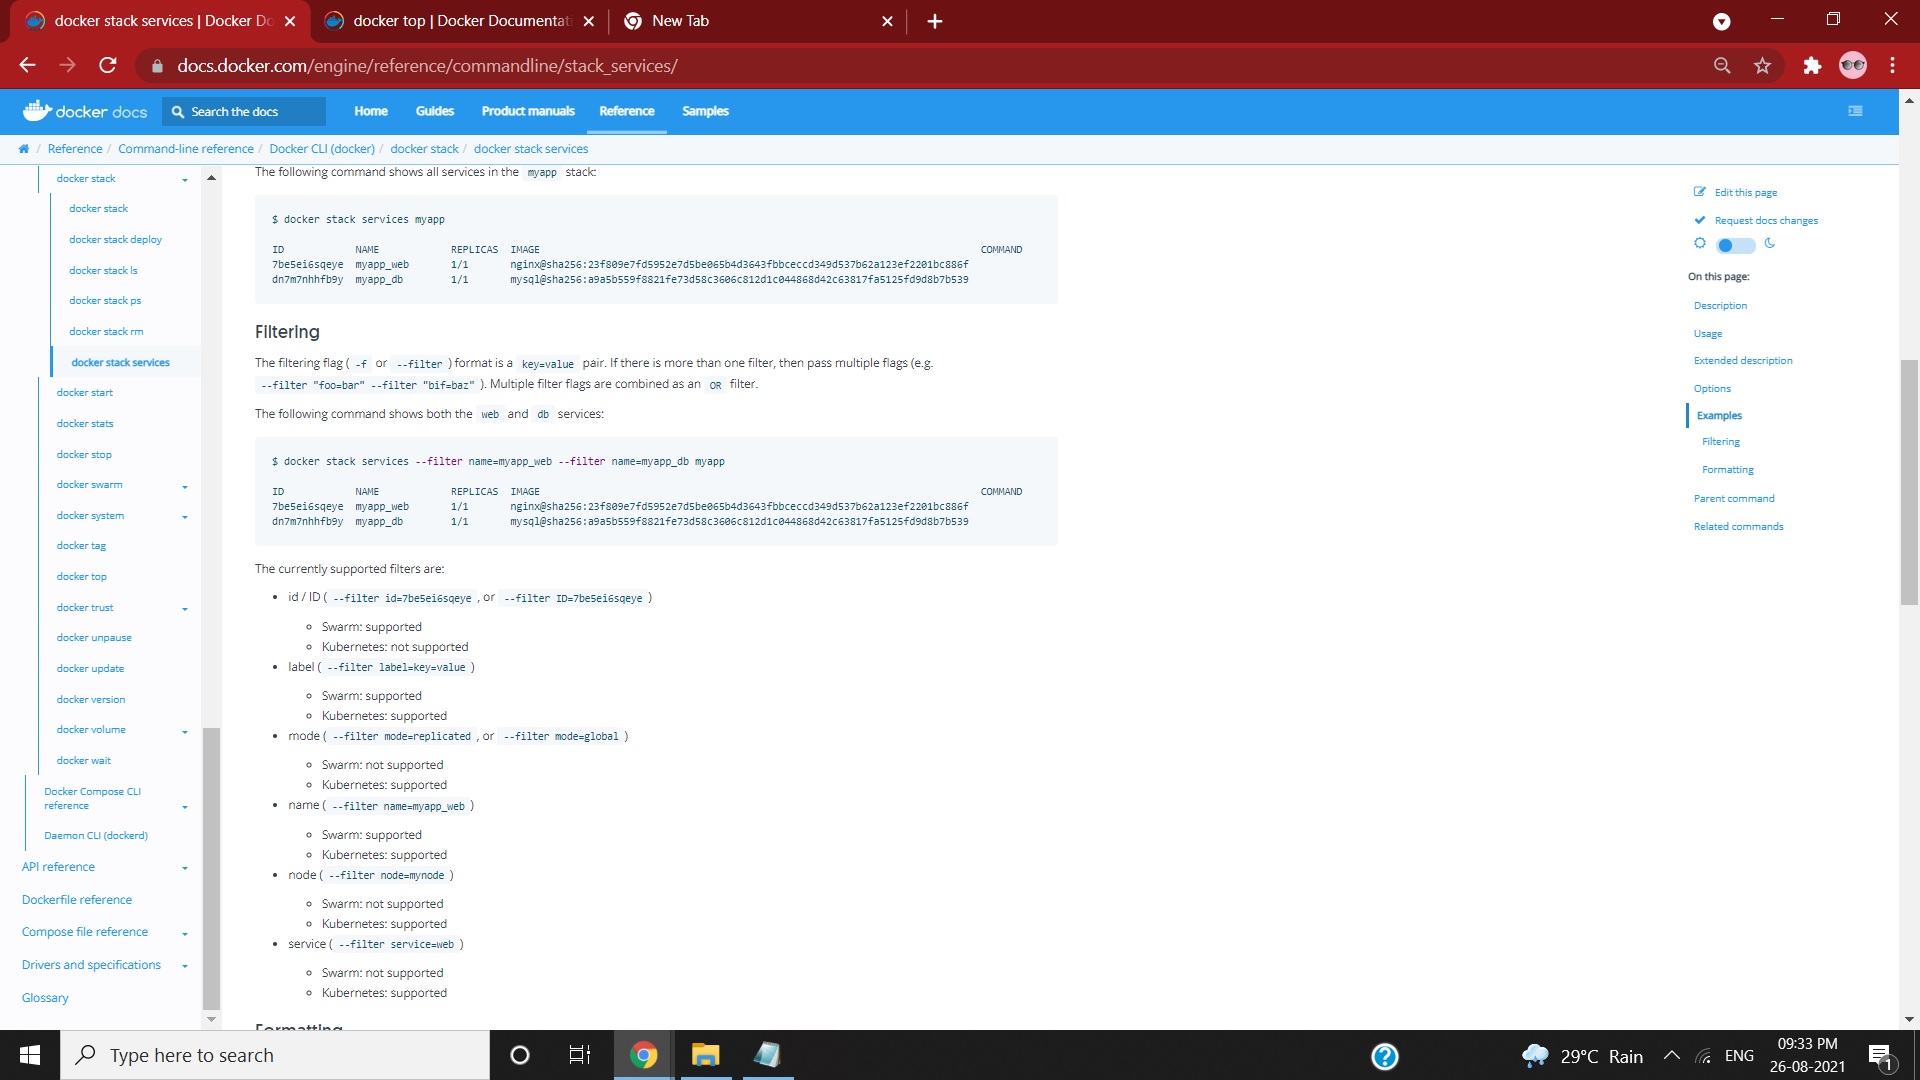 docker stack services | Docker Do
docker top | Docker Documentati
New Tab
docs.docker.com/engine/reference/commandline/stack_services/
docker docs
Search the docs
Home
Guides
Product manuals
Reference
Samples
/ Reference / Command-line reference / Docker CLI (docker) / docker stack / docker stack services
docker stack
docker stack
docker stack deploy
docker stack ls
docker stack ps
docker stack rm
docker stack services
docker start
docker stats
docker stop
docker swarm
docker system
docker tag
docker top
docker trust
docker unpause
docker update
docker version
docker volume
docker wait
Docker Compose CLI
reference
Daemon CLI (dockerd)
API reference
Dockerfile reference
Compose file reference
Drivers and specifications
Glossary
The following command shows all services in the myapp stack:
$ docker stack services myapp
ID NAME REPLICAS IMAGE COMMAND
7be5ei6sqeye myapp_web 1/1 nginx@sha256:23f809e7fd5952e7d5be065b4d3643fbbceccd349d537b62a123ef2201bc886f
dn7m7nhhfb9y myapp_db 1/1 mysql@sha256:a9a5b559f8821fe73d58c3606c812d1c044868d42c63817fa5125fd9d8b7b539
Filtering
The filtering flag ( -f or --filter ) format is a key=value pair. If there is more than one filter, then pass multiple flags (e.g.
--filter "foo=bar" --filter "bif=baz" ). Multiple filter flags are combined as an OR filter.
The following command shows both the web and db services:
$ docker stack services --filter name=myapp_web --filter name=myapp_db myapp
ID NAME REPLICAS IMAGE COMMAND
7be5ei6sqeye myapp_web 1/1 nginx@sha256:23f809e7fd5952e7d5be065b4d3643fbbceccd349d537b62a123ef2201bc886f
dn7m7nhhfb9y myapp_db 1/1 mysql@sha256:a9a5b559f8821fe73d58c3606c812d1c044868d42c63817fa5125fd9d8b7b539
The currently supported filters are:
• id / ID ( --filter id=7be5ei6sqeye , or --filter ID=7be5ei6sqeye )
◦ Swarm: supported
◦ Kubernetes: not supported
• label ( --filter label=key=value )
◦ Swarm: supported
◦ Kubernetes: supported
• mode ( --filter mode=replicated , or --filter mode=global )
◦ Swarm: not supported
◦ Kubernetes: supported
• name ( --filter name=myapp_web )
◦ Swarm: supported
◦ Kubernetes: supported
• node ( --filter node=mynode )
◦ Swarm: not supported
◦ Kubernetes: supported
• service ( --filter service=web )
◦ Swarm: not supported
◦ Kubernetes: supported
Formatting
Edit this page
Request docs changes
On this page:
Description
Usage
Extended description
Options
Examples
Filtering
Formatting
Parent command
Related commands
Type here to search
29°C Rain
ENG
09:33 PM
26-08-2021
1